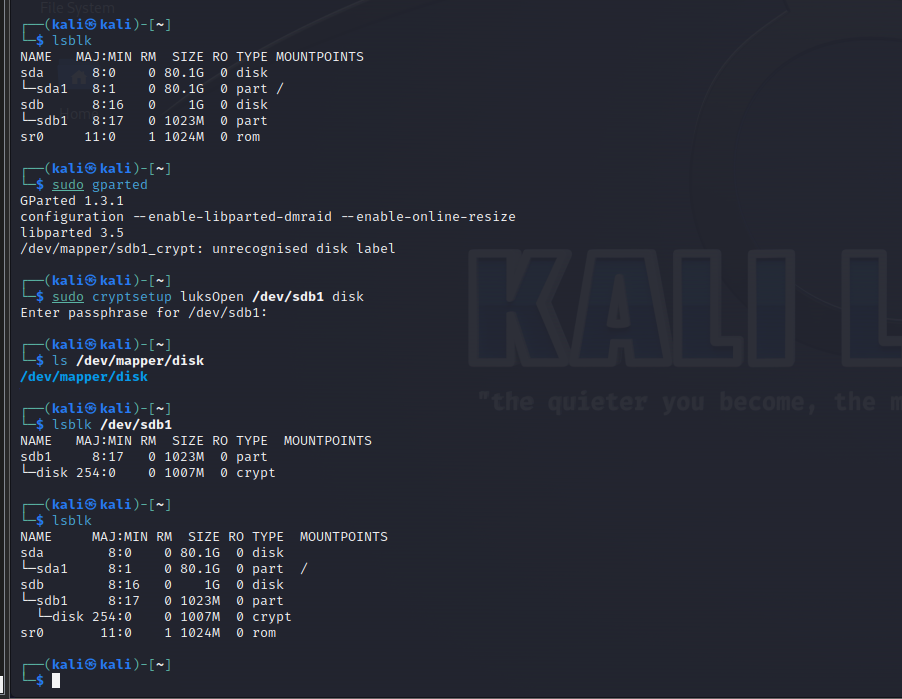 File System
┌──(kali㉿kali)-[~]
└─$ lsblk
NAME   MAJ:MIN RM  SIZE RO TYPE MOUNTPOINTS
sda      8:0    0 80.1G  0 disk
└─sda1   8:1    0 80.1G  0 part /
sdb      8:16   0    1G  0 disk
└─sdb1   8:17   0 1023M  0 part
Home
sr0     11:0    1 1024M  0 rom
┌──(kali㉿kali)-[~]
└─$ sudo gparted
GParted 1.3.1
configuration --enable-libparted-dmraid --enable-online-resize
libparted 3.5
/dev/mapper/sdb1_crypt: unrecognised disk label
┌──(kali㉿kali)-[~]
└─$ sudo cryptsetup luksOpen /dev/sdb1 disk
Enter passphrase for /dev/sdb1:
┌──(kali㉿kali)-[~]
└─$ ls /dev/mapper/disk
/dev/mapper/disk
KALI L
"the quieter you become, the m
┌──(kali㉿kali)-[~]
└─$ lsblk /dev/sdb1
NAME   MAJ:MIN RM  SIZE RO TYPE  MOUNTPOINTS
sdb1     8:17   0 1023M  0 part
└─disk 254:0    0 1007M  0 crypt
┌──(kali㉿kali)-[~]
└─$ lsblk
NAME     MAJ:MIN RM  SIZE RO TYPE  MOUNTPOINTS
sda        8:0    0 80.1G  0 disk
└─sda1     8:1    0 80.1G  0 part  /
sdb        8:16   0    1G  0 disk
└─sdb1     8:17   0 1023M  0 part
  └─disk 254:0    0 1007M  0 crypt
sr0       11:0    1 1024M  0 rom
┌──(kali㉿kali)-[~]
└─$